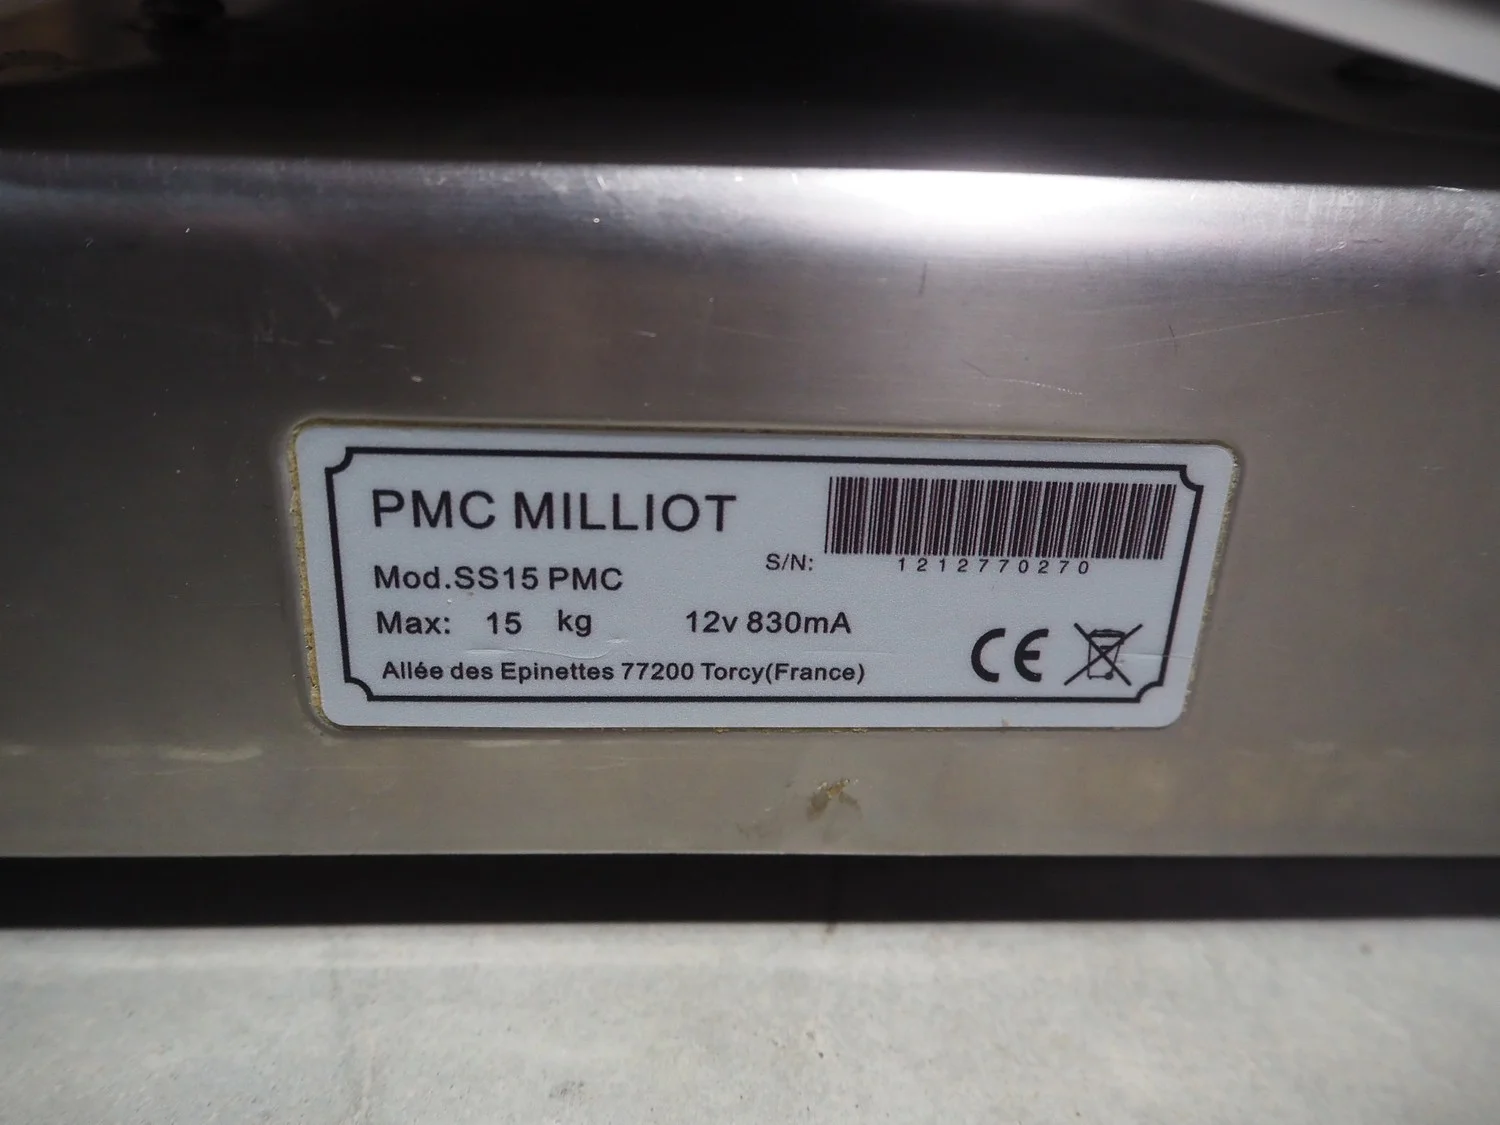 PMC MILLIOT
S/N:
1212770270
Mod.SS15 PMC
Max: 15 kg 12v 830mA
Allée des Epinettes 77200 Torcy(France)
CE